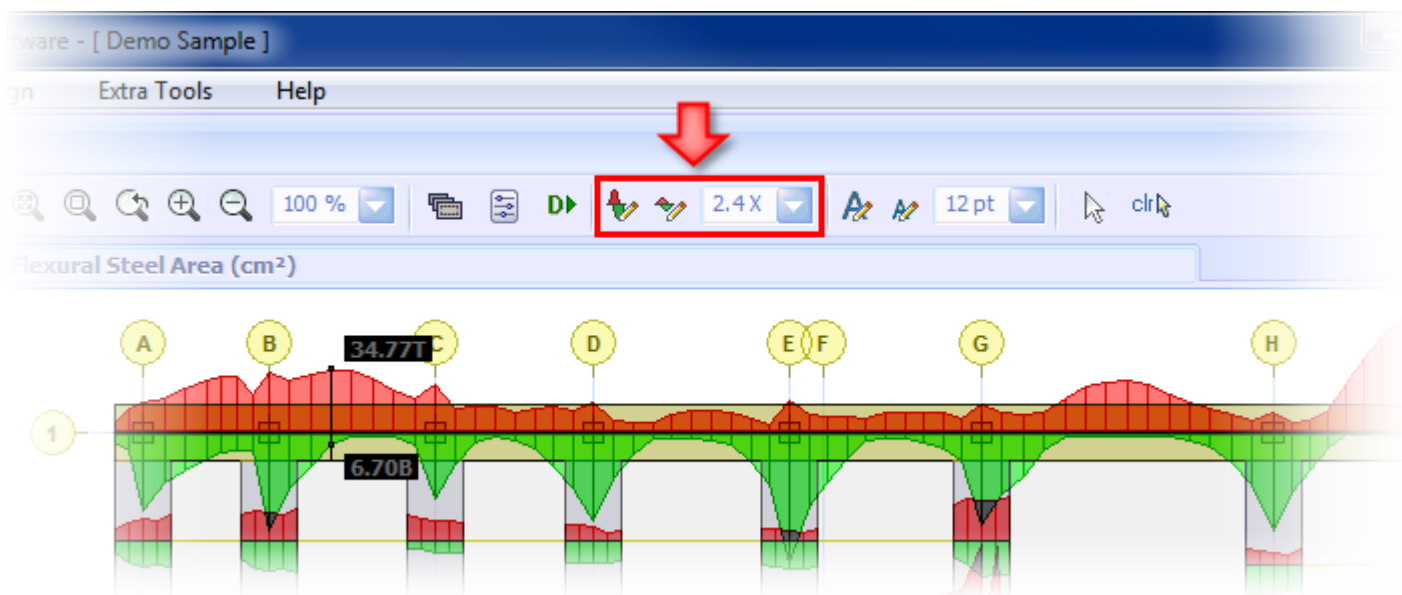 ware - [ Demo Sample ]
gn Extra Tools Help
100 % D 2.4 X A A 12 pt clr
Flexural Steel Area (cm²)
A B C D E F G H
34.77T
1
6.70B